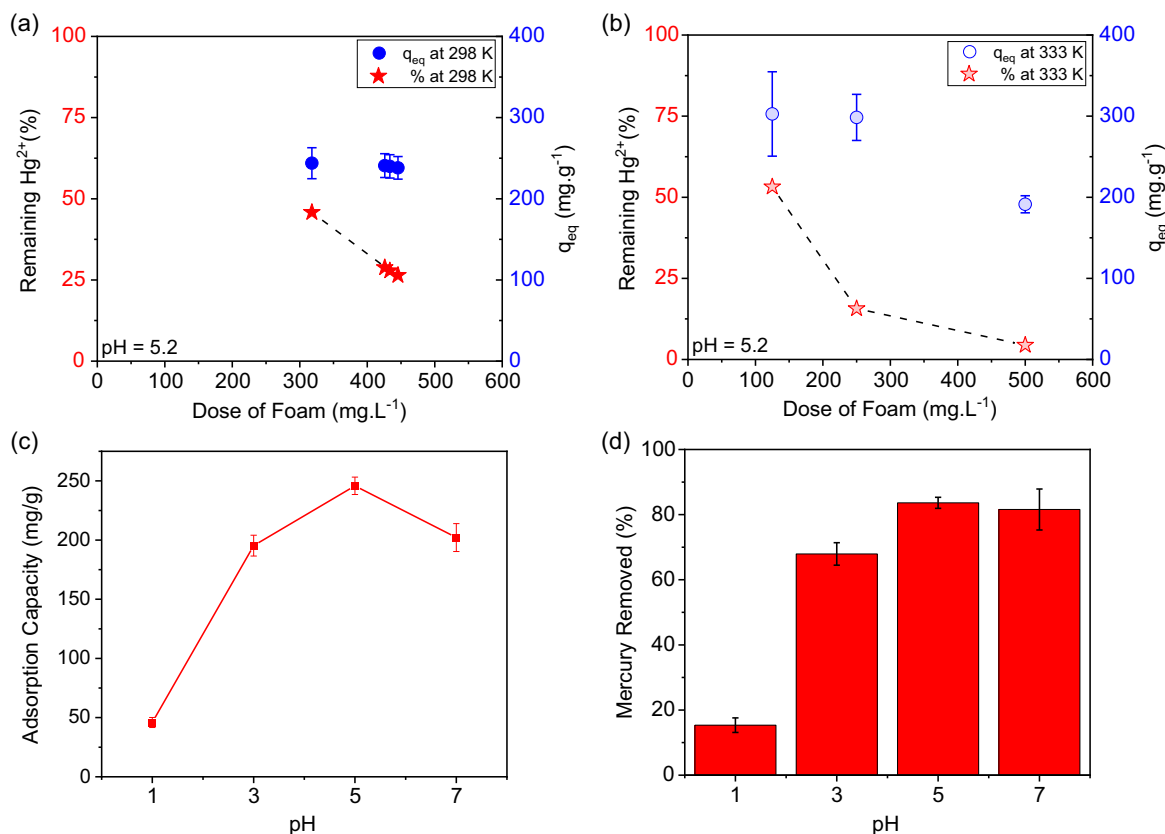 (a)
100
75
50
25
0
Remaining Hg²⁺(%)
qeq at 298 K
% at 298 K
400
300
200
100
0
qeq (mg.g⁻¹)
pH = 5.2
0 100 200 300 400 500 600
Dose of Foam (mg.L⁻¹)
(b)
100
75
50
25
0
Remaining Hg²⁺(%)
qeq at 333 K
% at 333 K
400
300
200
100
0
qeq (mg.g⁻¹)
pH = 5.2
0 100 200 300 400 500 600
Dose of Foam (mg.L⁻¹)
(c)
250
200
150
100
50
0
Adsorption Capacity (mg/g)
1 3 5 7
pH
(d)
100
80
60
40
20
0
Mercury Removed (%)
1 3 5 7
pH